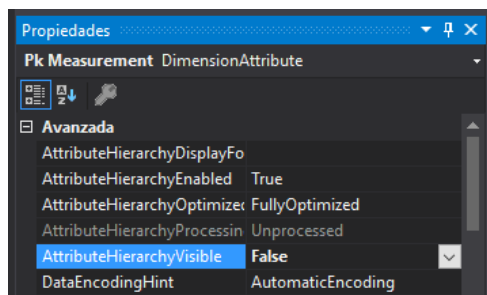 Propiedades
Pk Measurement DimensionAttribute
Avanzada
AttributeHierarchyDisplayFo
AttributeHierarchyEnabled True
AttributeHierarchyOptimizec FullyOptimized
AttributeHierarchyProcessin Unprocessed
AttributeHierarchyVisible False
DataEncodingHint AutomaticEncoding